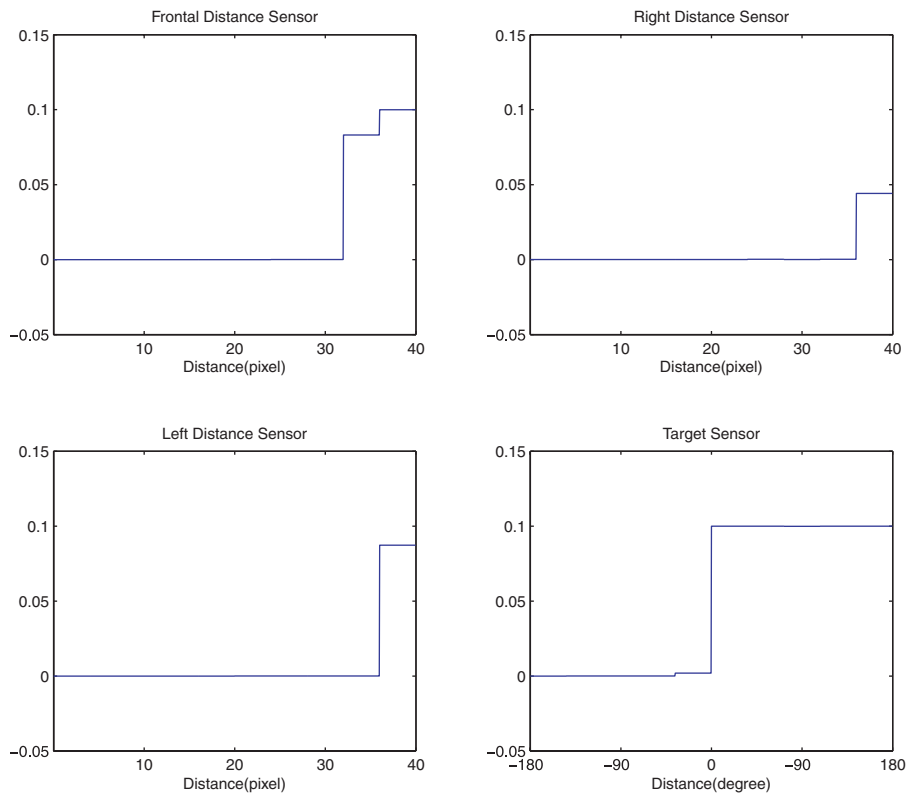 Frontal Distance Sensor
0.15
0.1
0.05
0
−0.05
10 20 30 40
Distance(pixel)
Right Distance Sensor
0.15
0.1
0.05
0
−0.05
10 20 30 40
Distance(pixel)
Left Distance Sensor
0.15
0.1
0.05
0
−0.05
10 20 30 40
Distance(pixel)
Target Sensor
0.15
0.1
0.05
0
−0.05
−180 −90 0 −90 180
Distance(degree)